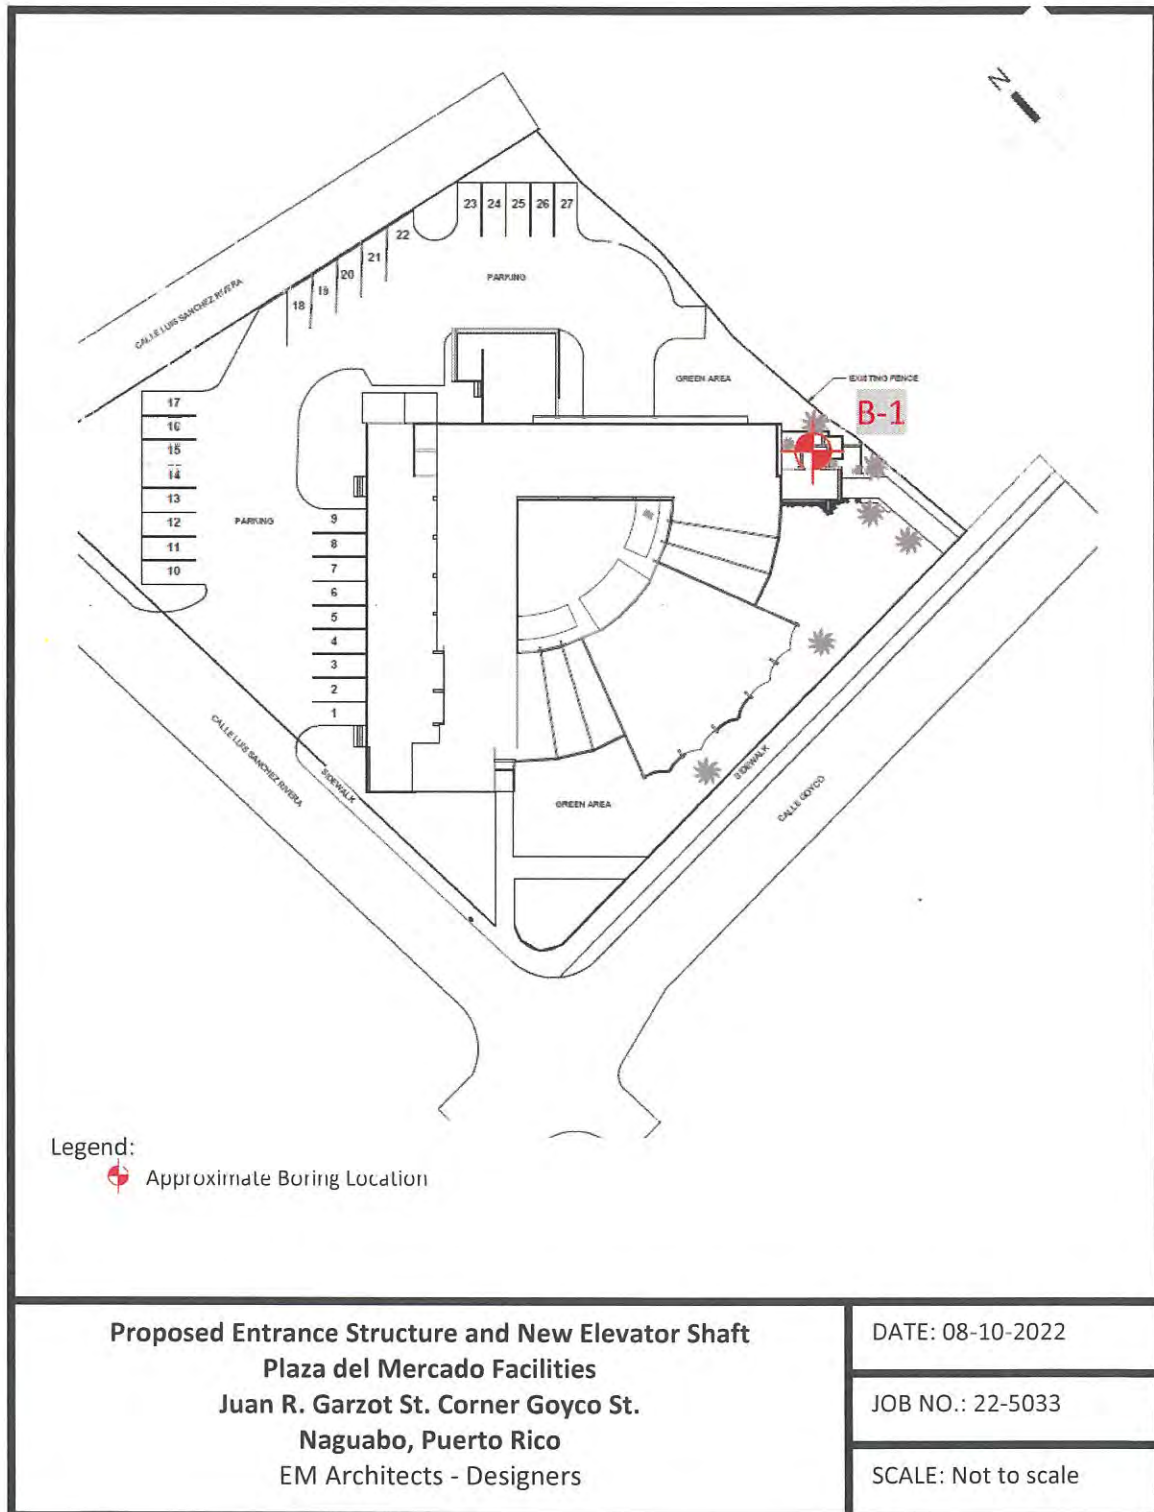 N
23 24 25 26 27
22
21
20
19
18
PARKING
CALLE LUIS SANCHEZ RIVERA
GREEN AREA
EXISTING FENCE
B-1
17
16
15
14
13
12
11
10
PARKING
9
8
7
6
5
4
3
2
1
CALLE LUIS SANCHEZ RIVERA
SIDEWALK
GREEN AREA
SIDEWALK
CALLE GOYCO
Legend:
Approximate Boring Location
Proposed Entrance Structure and New Elevator Shaft
Plaza del Mercado Facilities
Juan R. Garzot St. Corner Goyco St.
Naguabo, Puerto Rico
EM Architects - Designers
DATE: 08-10-2022
JOB NO.: 22-5033
SCALE: Not to scale